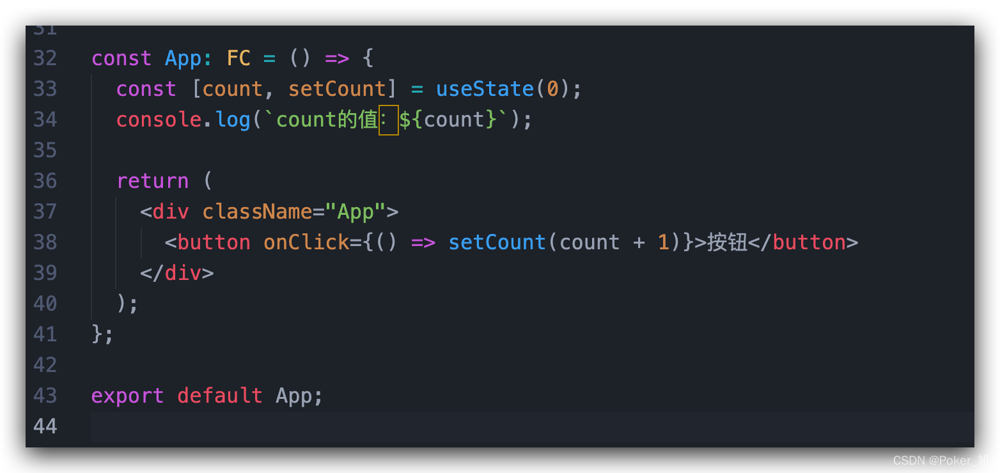 31
32 const App: FC = () => {
33 const [count, setCount] = useState(0);
34 console.log(`count的值：${count}`);
35
36 return (
37 <div className="App">
38 <button onClick={() => setCount(count + 1)}>按钮</button>
39 </div>
40 );
41 };
42
43 export default App;
44
CSDN @Poker_旭